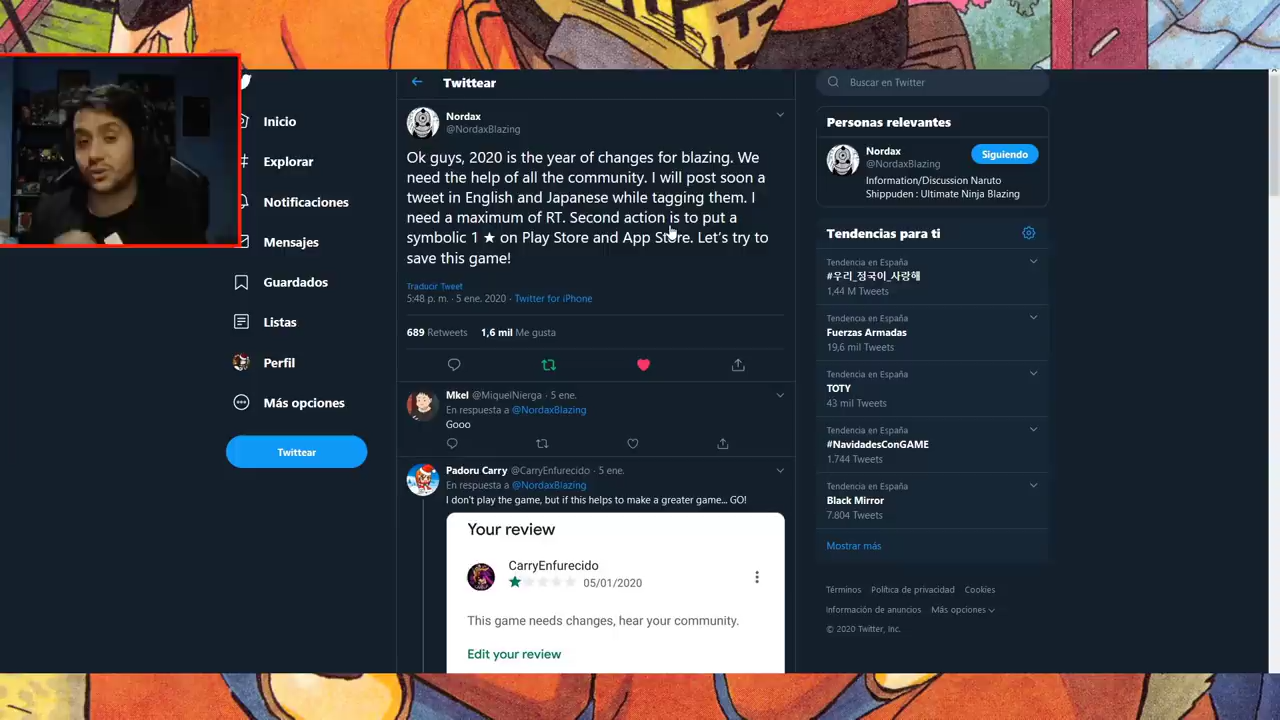 Inicio
Explorar
Notificaciones
Mensajes
Guardados
Listas
Perfil
Más opciones
Twittear
Twittear
Nordax
@NordaxBlazing
Ok guys, 2020 is the year of changes for blazing. We
need the help of all the community. I will post soon a
tweet in English and Japanese while tagging them. I
need a maximum of RT. Second action is to put a
symbolic 1 ★ on Play Store and App Store. Let's try to
save this game!
Traducir Tweet
5:48 p. m. · 5 ene. 2020 · Twitter for iPhone
689 Retweets 1,6 mil Me gusta
Mkel @MiquelNierga · 5 ene.
En respuesta a @NordaxBlazing
Gooo
Padoru Carry @CarryEnfurecido · 5 ene.
En respuesta a @NordaxBlazing
I don't play the game, but if this helps to make a greater game... GO!
Your review
CarryEnfurecido
05/01/2020
This game needs changes, hear your community.
Edit your review
Buscar en Twitter
Personas relevantes
Nordax
@NordaxBlazing
Siguiendo
Information/Discussion Naruto
Shippuden : Ultimate Ninja Blazing
Tendencias para ti
Tendencia en España
#우리_정국이_사랑해
1,44 M Tweets
Tendencia en España
Fuerzas Armadas
19,6 mil Tweets
Tendencia en España
TOTY
43 mil Tweets
Tendencia en España
#NavidadesConGAME
1.744 Tweets
Tendencia en España
Black Mirror
7.804 Tweets
Mostrar más
Términos Política de privacidad Cookies
Información de anuncios Más opciones
© 2020 Twitter, Inc.